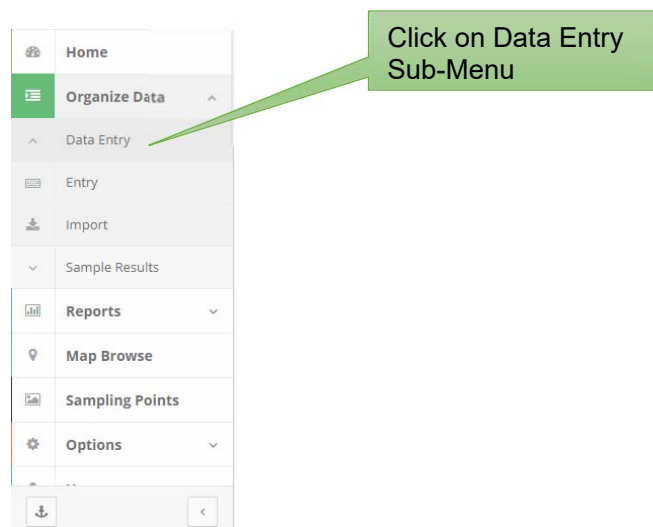 Click on Data Entry
Sub-Menu
Home
Organize Data
Data Entry
Entry
Import
Sample Results
Reports
Map Browse
Sampling Points
Options